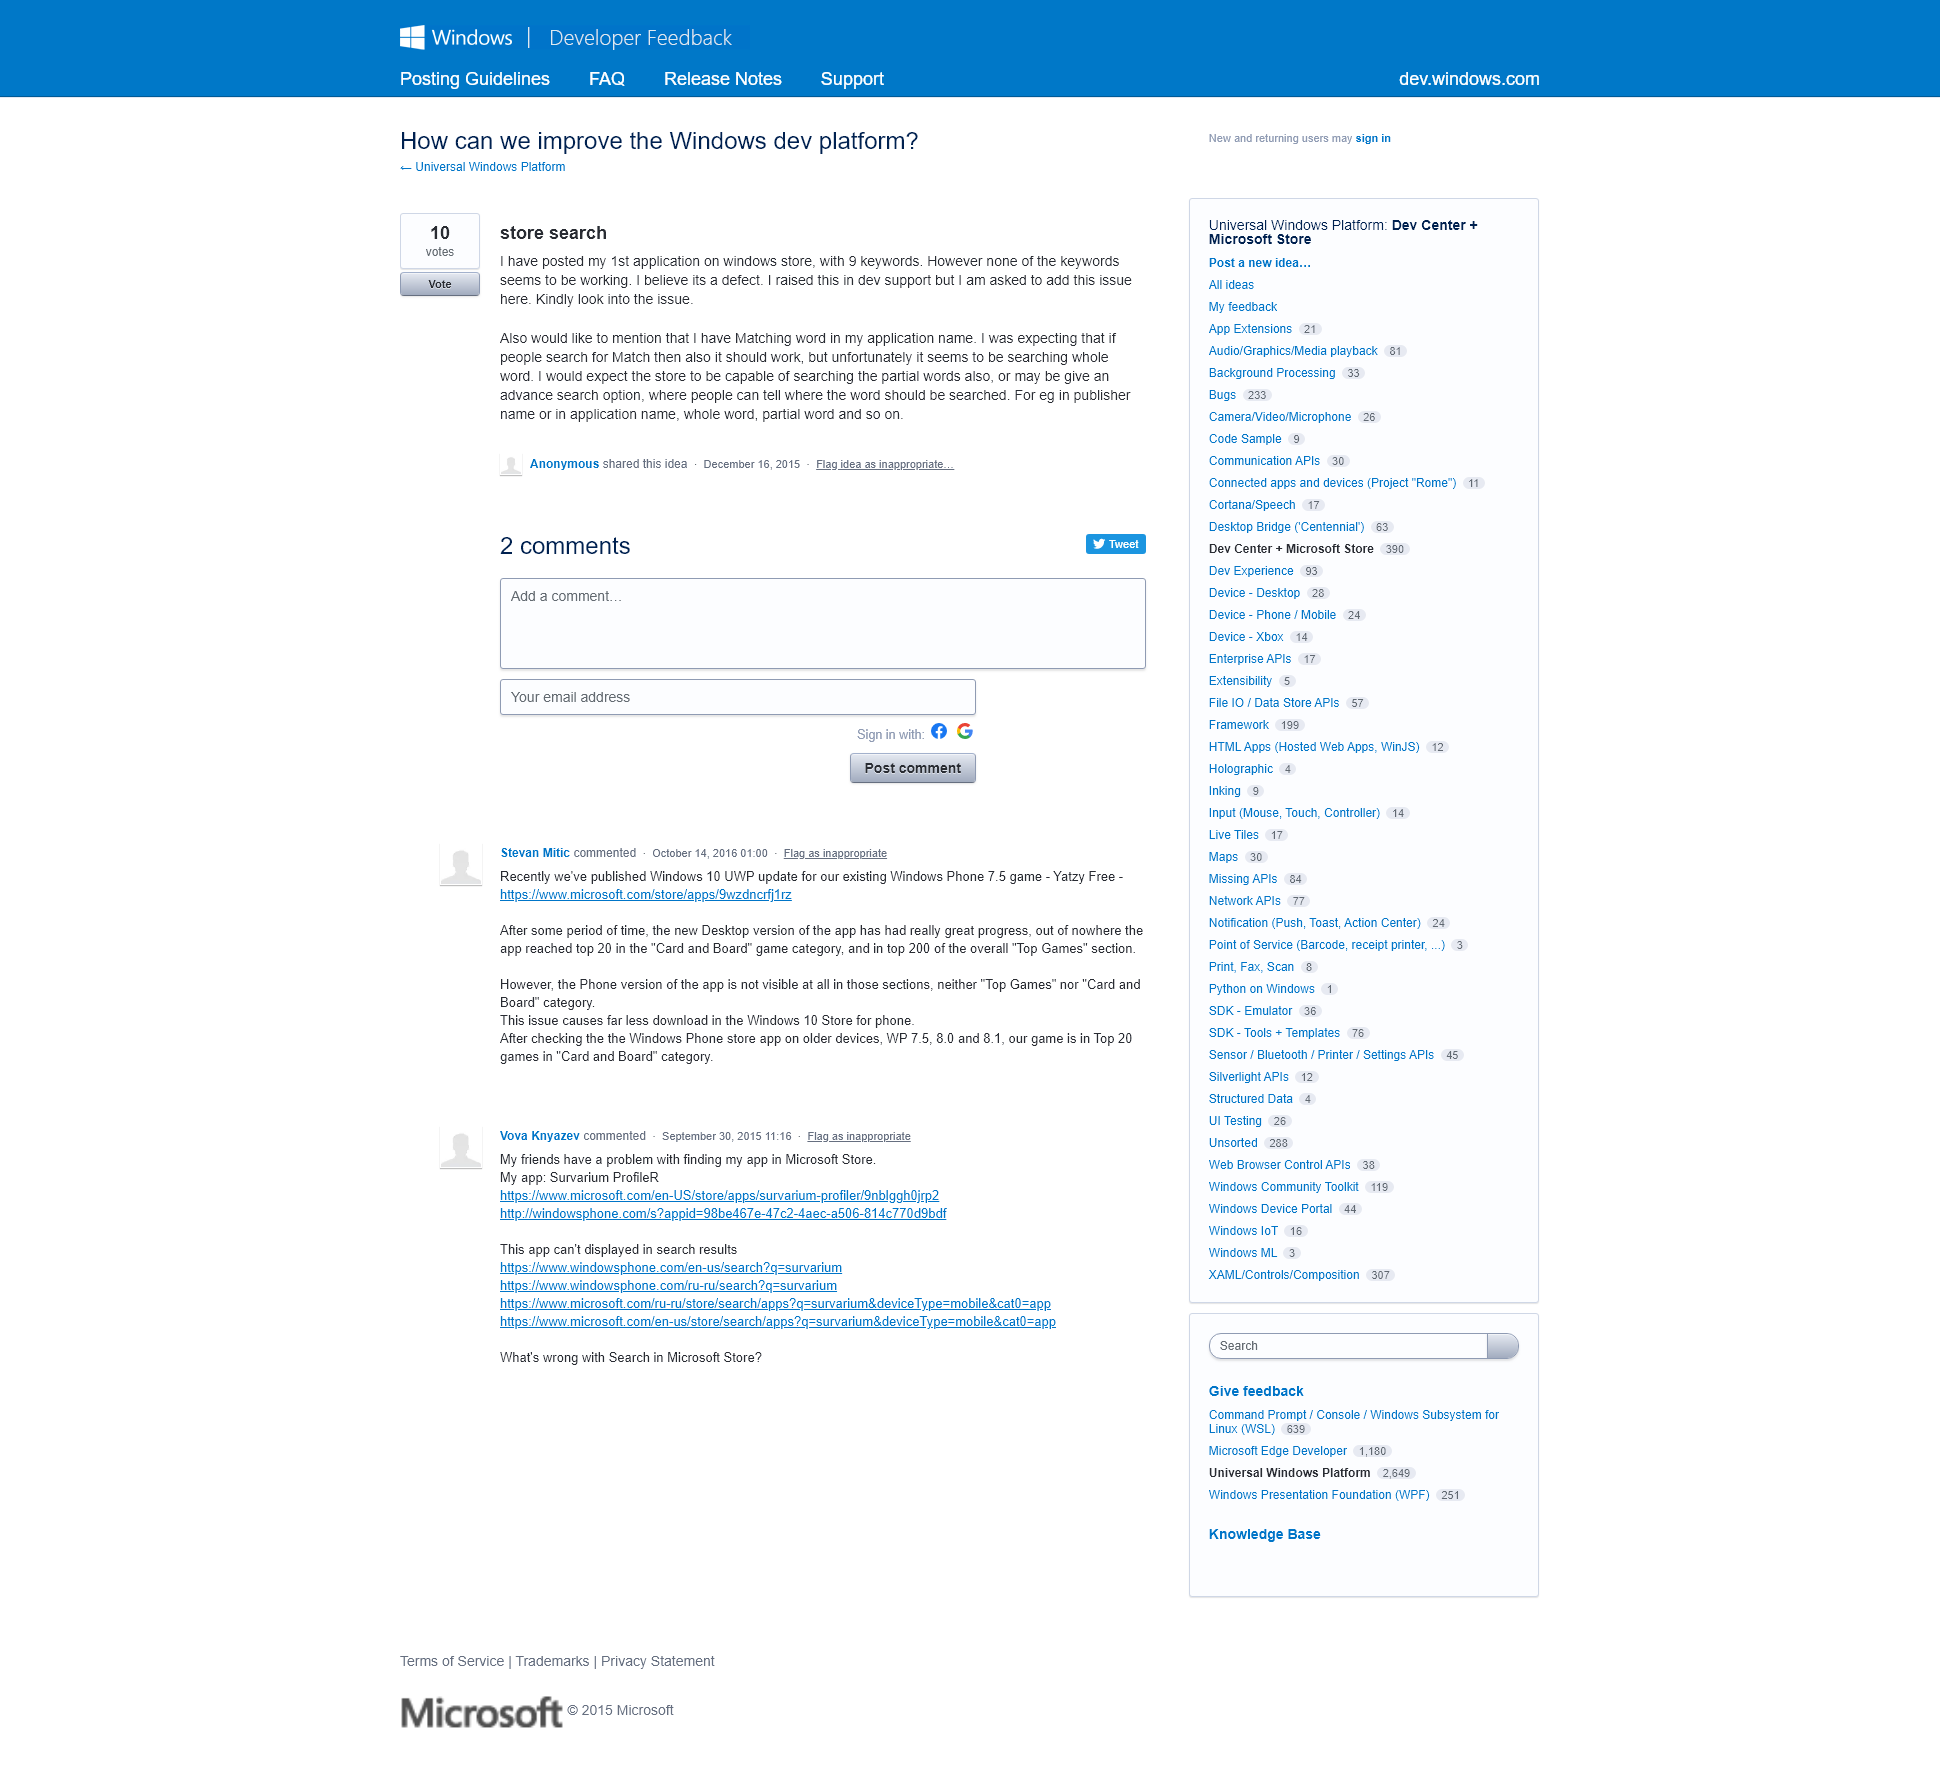 Windows | Developer Feedback
Posting Guidelines FAQ Release Notes Support dev.windows.com
How can we improve the Windows dev platform?
← Universal Windows Platform
New and returning users may sign in
10
votes
Vote
store search
I have posted my 1st application on windows store, with 9 keywords. However none of the keywords
seems to be working. I believe its a defect. I raised this in dev support but I am asked to add this issue
here. Kindly look into the issue.
Also would like to mention that I have Matching word in my application name. I was expecting that if
people search for Match then also it should work, but unfortunately it seems to be searching whole
word. I would expect the store to be capable of searching the partial words also, or may be give an
advance search option, where people can tell where the word should be searched. For eg in publisher
name or in application name, whole word, partial word and so on.
Anonymous shared this idea · December 16, 2015 · Flag idea as inappropriate…
2 comments
Tweet
Add a comment…
Your email address
Sign in with:
Post comment
Stevan Mitic commented · October 14, 2016 01:00 · Flag as inappropriate
Recently we've published Windows 10 UWP update for our existing Windows Phone 7.5 game - Yatzy Free -
https://www.microsoft.com/store/apps/9wzdncrfj1rz
After some period of time, the new Desktop version of the app has had really great progress, out of nowhere the
app reached top 20 in the "Card and Board" game category, and in top 200 of the overall "Top Games" section.
However, the Phone version of the app is not visible at all in those sections, neither "Top Games" nor "Card and
Board" category.
This issue causes far less download in the Windows 10 Store for phone.
After checking the the Windows Phone store app on older devices, WP 7.5, 8.0 and 8.1, our game is in Top 20
games in "Card and Board" category.
Vova Knyazev commented · September 30, 2015 11:16 · Flag as inappropriate
My friends have a problem with finding my app in Microsoft Store.
My app: Survarium ProfileR
https://www.microsoft.com/en-US/store/apps/survarium-profiler/9nblggh0jrp2
http://windowsphone.com/s?appid=98be467e-47c2-4aec-a506-814c770d9bdf
This app can't displayed in search results
https://www.windowsphone.com/en-us/search?q=survarium
https://www.windowsphone.com/ru-ru/search?q=survarium
https://www.microsoft.com/ru-ru/store/search/apps?q=survarium&deviceType=mobile&cat0=app
https://www.microsoft.com/en-us/store/search/apps?q=survarium&deviceType=mobile&cat0=app
What's wrong with Search in Microsoft Store?
Universal Windows Platform: Dev Center +
Microsoft Store
Post a new idea…
All ideas
My feedback
App Extensions 21
Audio/Graphics/Media playback 81
Background Processing 33
Bugs 233
Camera/Video/Microphone 26
Code Sample 9
Communication APIs 30
Connected apps and devices (Project "Rome") 11
Cortana/Speech 17
Desktop Bridge ('Centennial') 63
Dev Center + Microsoft Store 390
Dev Experience 93
Device - Desktop 28
Device - Phone / Mobile 24
Device - Xbox 14
Enterprise APIs 17
Extensibility 5
File IO / Data Store APIs 57
Framework 199
HTML Apps (Hosted Web Apps, WinJS) 12
Holographic 4
Inking 9
Input (Mouse, Touch, Controller) 14
Live Tiles 17
Maps 30
Missing APIs 84
Network APIs 77
Notification (Push, Toast, Action Center) 24
Point of Service (Barcode, receipt printer, ...) 3
Print, Fax, Scan 8
Python on Windows 1
SDK - Emulator 36
SDK - Tools + Templates 76
Sensor / Bluetooth / Printer / Settings APIs 45
Silverlight APIs 12
Structured Data 4
UI Testing 26
Unsorted 288
Web Browser Control APIs 38
Windows Community Toolkit 119
Windows Device Portal 44
Windows IoT 16
Windows ML 3
XAML/Controls/Composition 307
Search
Give feedback
Command Prompt / Console / Windows Subsystem for
Linux (WSL) 639
Microsoft Edge Developer 1,180
Universal Windows Platform 2,649
Windows Presentation Foundation (WPF) 251
Knowledge Base
Terms of Service | Trademarks | Privacy Statement
Microsoft © 2015 Microsoft